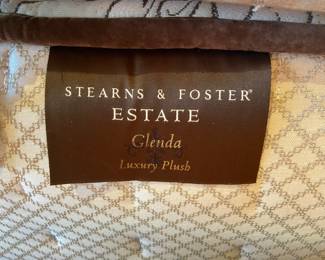 STEARNS & FOSTER®
ESTATE
Glenda
Luxury Plush